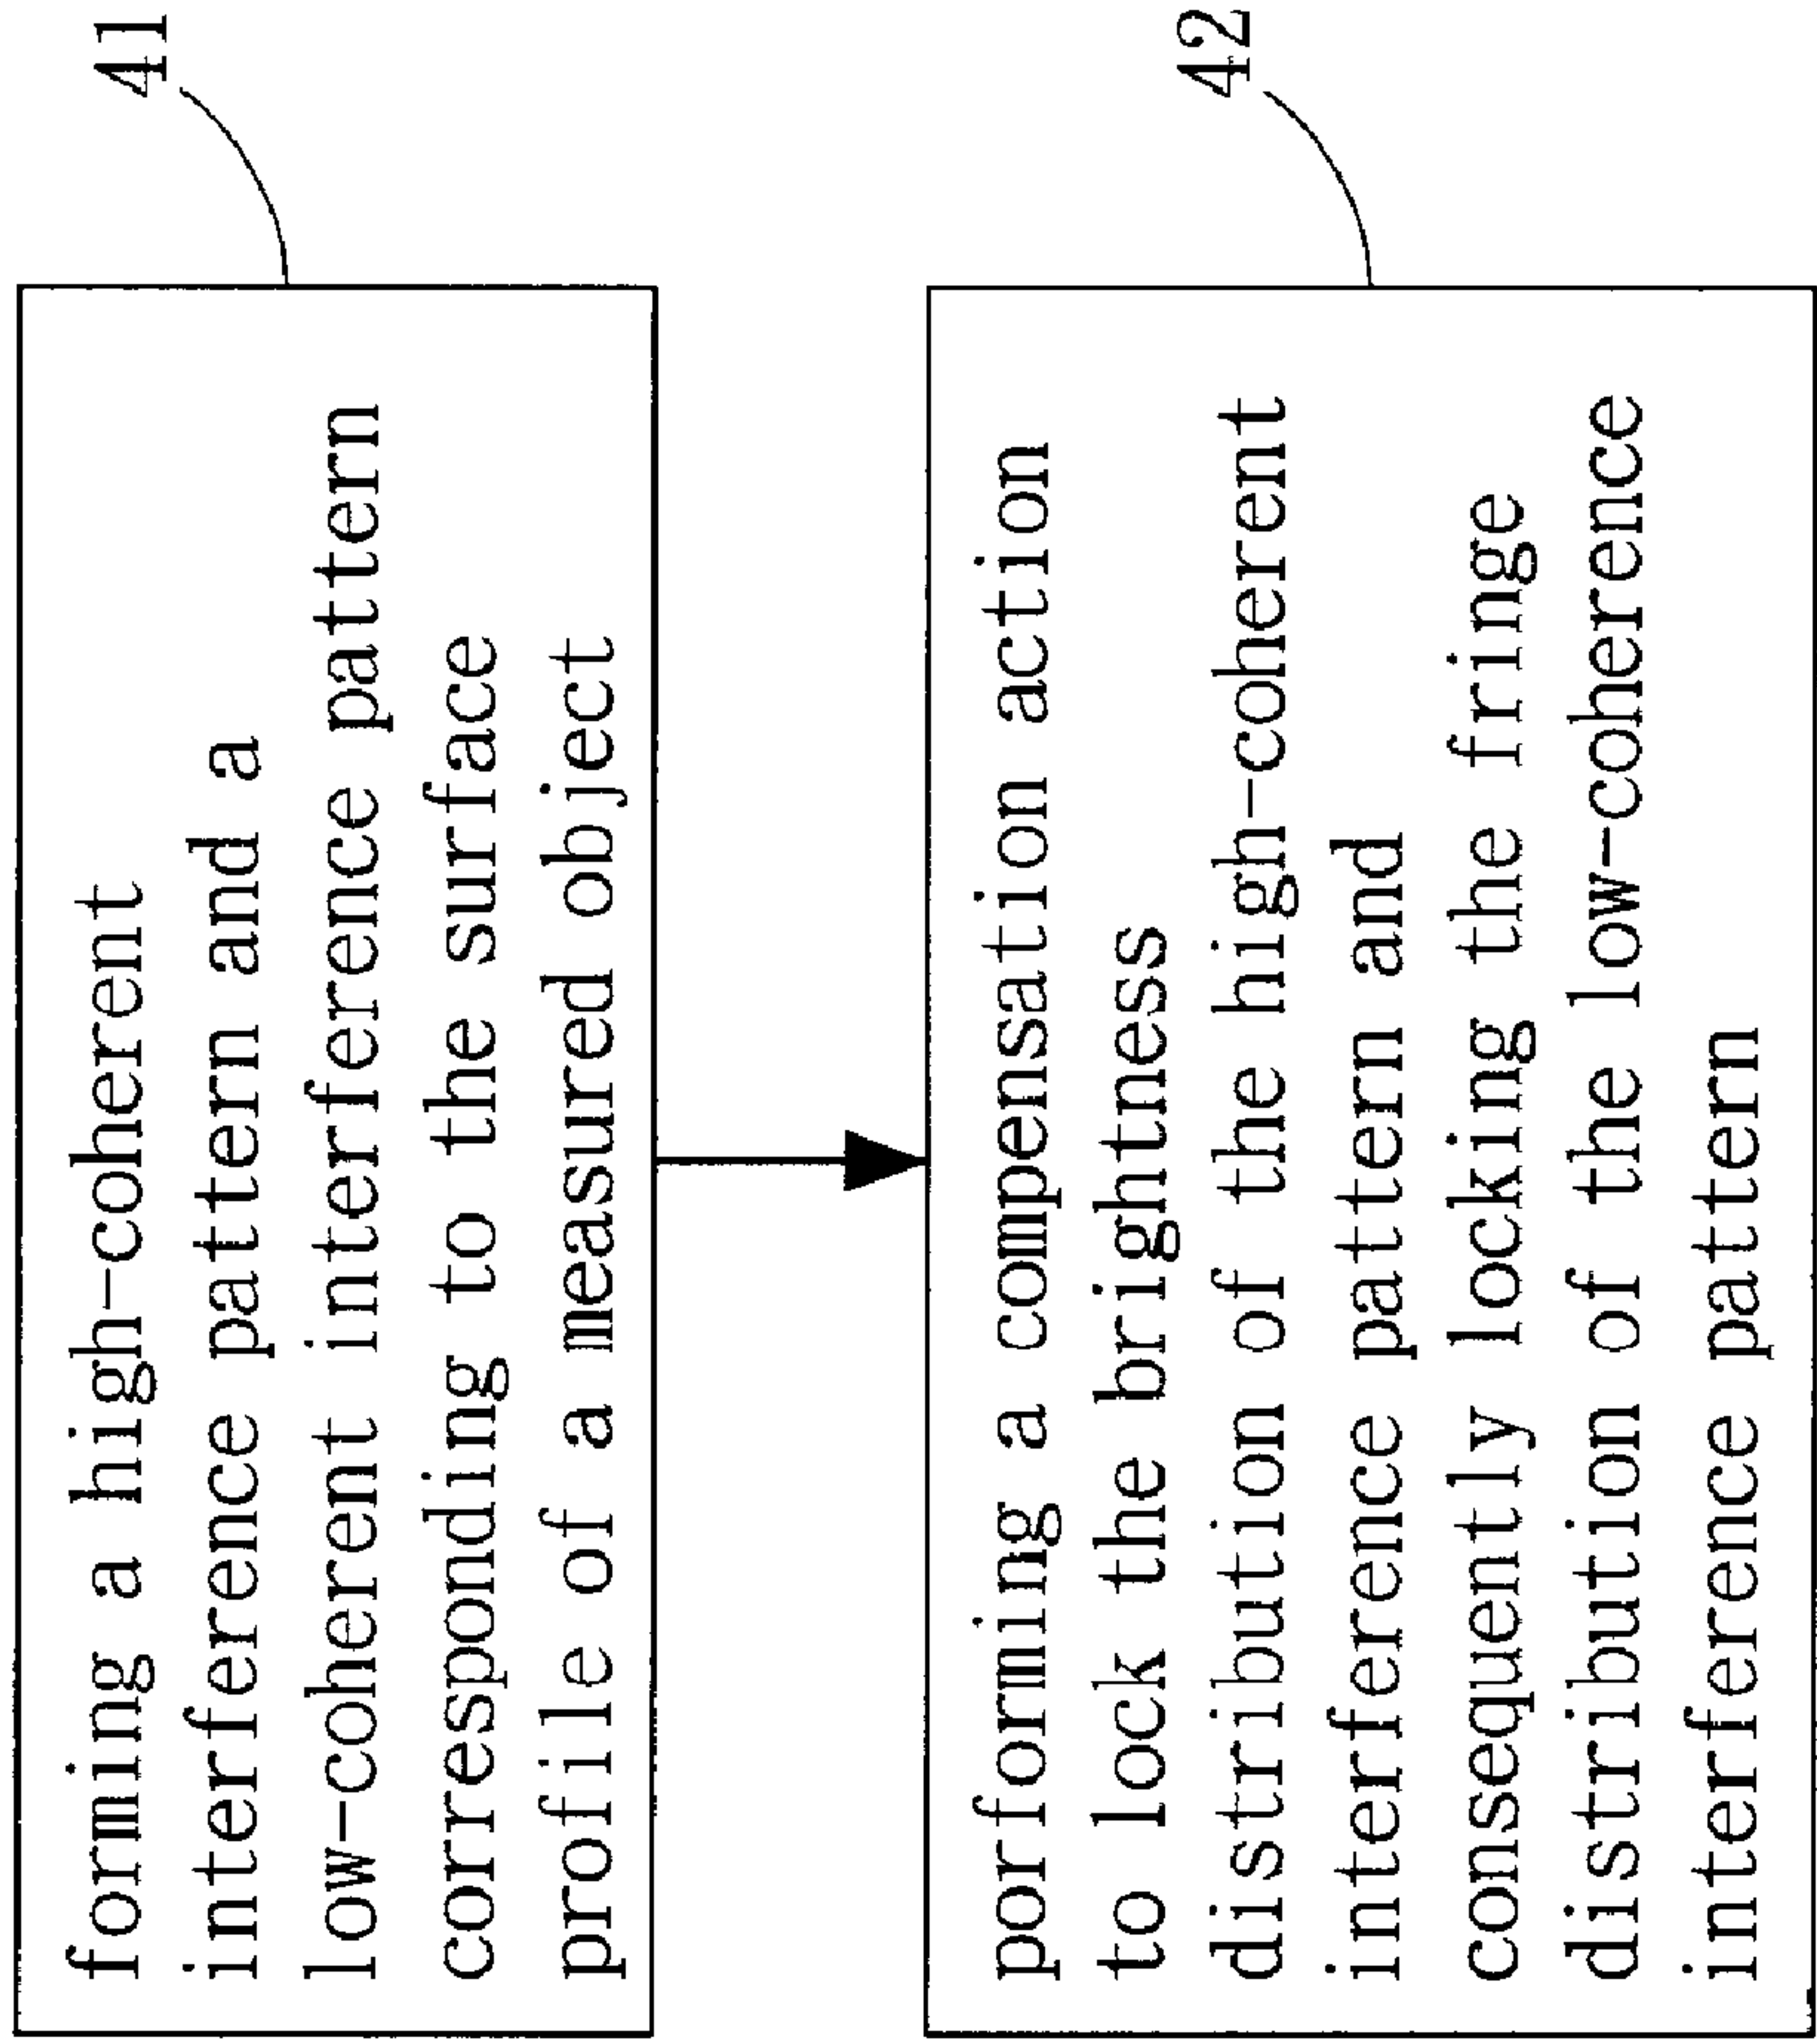 forming a high-coherent
interference pattern and a
low-coherent interference pattern
corresponding to the surface
profile of a measured object
41
porforming a compensation action
to lock the brightness
distribution of the high-coherent
interference pattern and
consequently locking the fringe
distribution of the low-coherence
interference pattern
42